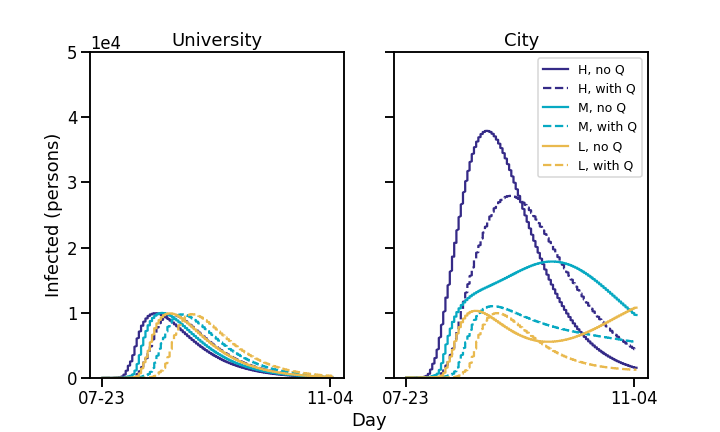 University
City
1e4
5
4
3
2
1
0
Infected (persons)
H, no Q
H, with Q
M, no Q
M, with Q
L, no Q
L, with Q
07-23
11-04
07-23
11-04
Day